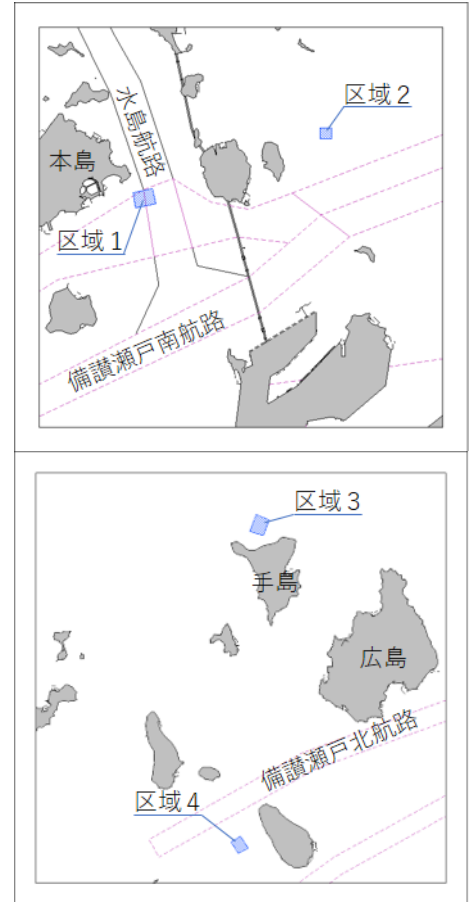 区域２
水島航路
本島
区域１
備讃瀬戸南航路
区域３
手島
広島
備讃瀬戸北航路
区域４